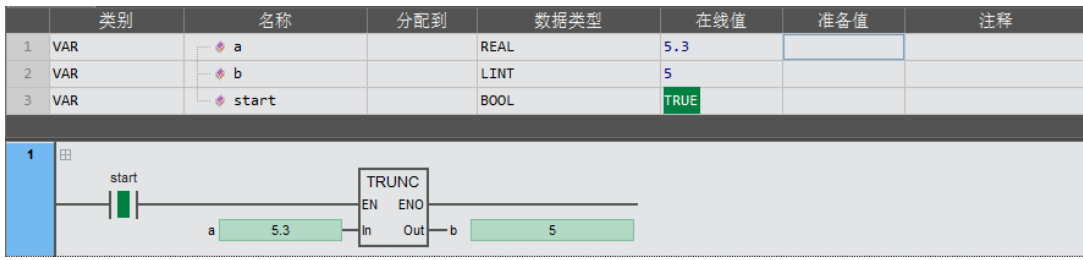 类别 名称 分配到 数据类型 在线值 准备值 注释
1 VAR a REAL 5.3
2 VAR b LINT 5
3 VAR start BOOL TRUE
1
start
TRUNC
EN ENO
a 5.3 In Out b 5